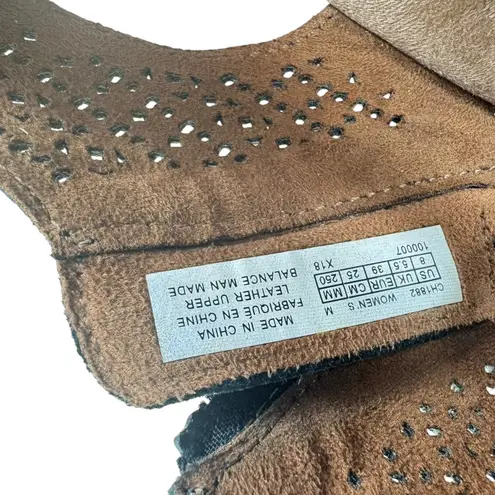 CH1882 WOMEN'S M
US UK EUR CM MM
8 5.5 39 25 250
100007 X18
MADE IN CHINA
FABRIQUÉ EN CHINE
LEATHER UPPER
BALANCE MAN MADE